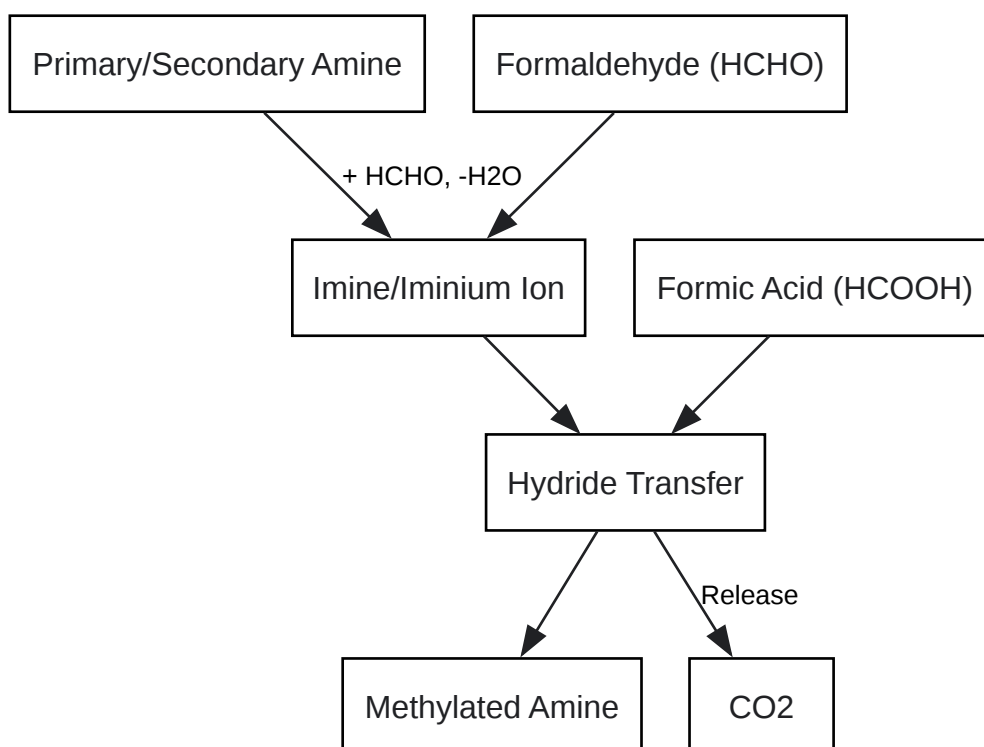 Primary/Secondary Amine
Formaldehyde (HCHO)
+ HCHO, -H2O
Imine/Iminium Ion
Formic Acid (HCOOH)
Hydride Transfer
Release
Methylated Amine
CO2